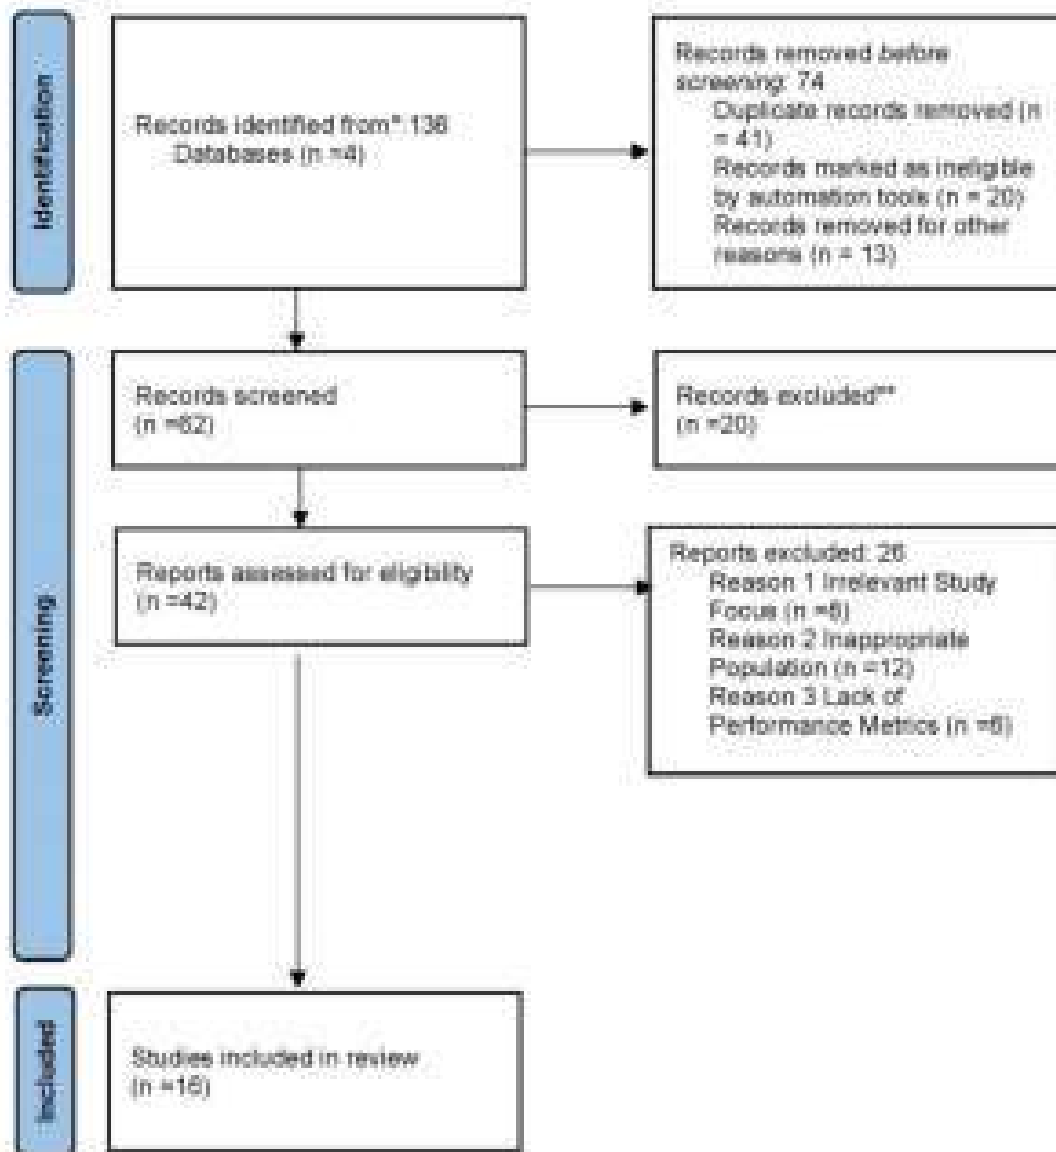 Identification
Records identified from*:136
Databases (n =4)
Records removed before
screening: 74
Duplicate records removed (n
= 41)
Records marked as ineligible
by automation tools (n = 20)
Records removed for other
reasons (n = 13)
Screening
Records screened
(n =62)
Records excluded**
(n =20)
Reports assessed for eligibility
(n =42)
Reports excluded: 26
Reason 1 Irrelevant Study
Focus (n =8)
Reason 2 Inappropriate
Population (n =12)
Reason 3 Lack of
Performance Metrics (n =6)
Included
Studies included in review
(n =16)